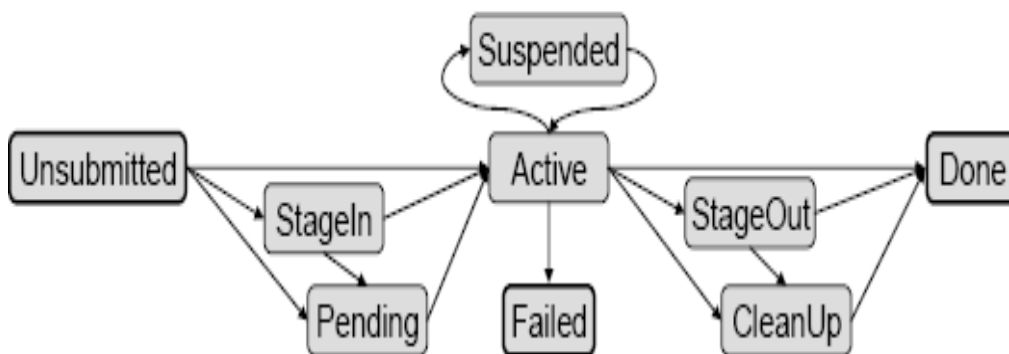 Suspended
Unsubmitted
Active
Done
StageIn
StageOut
Pending
Failed
CleanUp